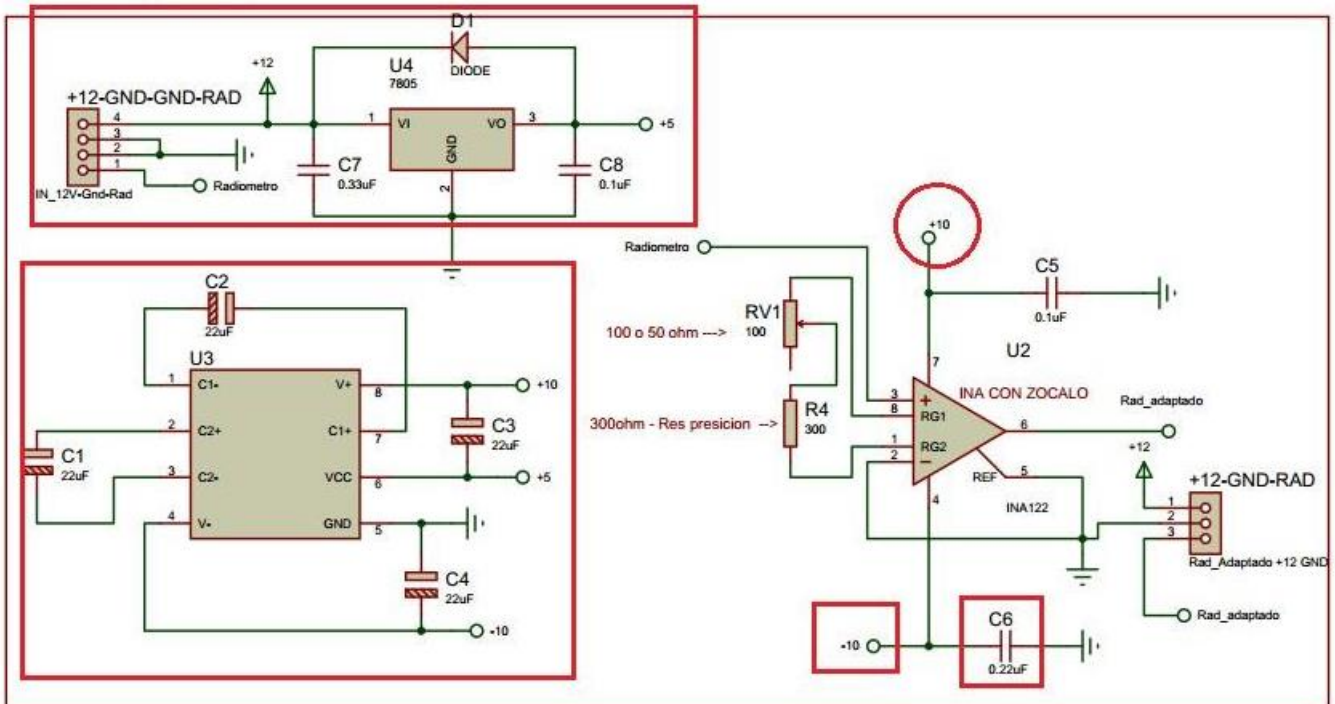 D1
DIODE
+12
U4
7805
+12-GND-GND-RAD
4
3
2
1
IN_12V-Gnd-Rad
Radiometro
1
VI
VO
3
GND
2
+5
C7
0.33uF
C8
0.1uF
C2
22uF
U3
1
C1-
V+
8
+10
2
C2+
C1+
7
C3
22uF
C1
22uF
3
C2-
VCC
6
+5
4
V-
GND
5
C4
22uF
-10
+10
Radiometro
C5
0.1uF
RV1
100
100 o 50 ohm --->
7
U2
INA CON ZOCALO
3
+
8
RG1
R4
300
300ohm - Res presicion -->
1
RG2
2
-
6
Rad_adaptado
REF
5
4
INA122
+12
+12-GND-RAD
1
2
3
Rad_Adaptado +12 GND
Rad_adaptado
-10
C6
0.22uF